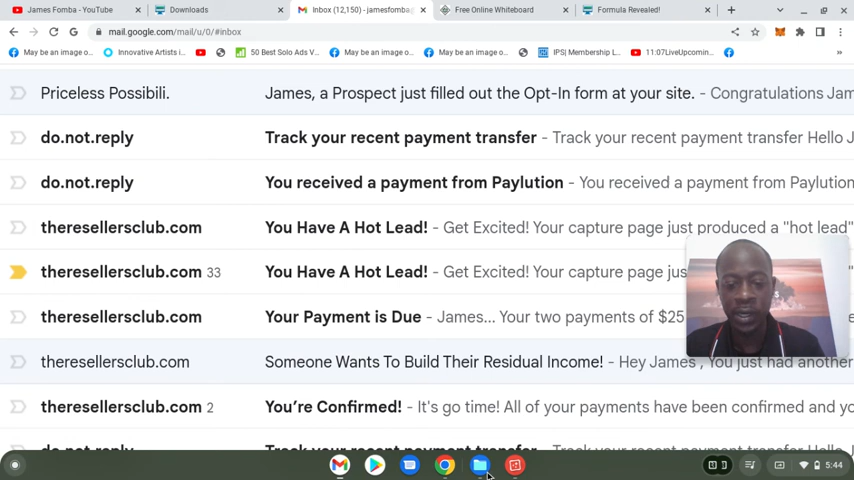 James Fomba - YouTube
Downloads
Inbox (12,150) - jamesfomba@
Free Online Whiteboard
Formula Revealed!
mail.google.com/mail/u/0/#inbox
May be an image o...
Innovative Artists i...
50 Best Solo Ads V...
May be an image o...
May be an image o...
IPS| Membership L...
11:07LiveUpcomin...
»
Priceless Possibili. James, a Prospect just filled out the Opt-In form at your site. - Congratulations Jam
do.not.reply Track your recent payment transfer - Track your recent payment transfer Hello J
do.not.reply You received a payment from Paylution - You received a payment from Paylution
theresellersclub.com You Have A Hot Lead! - Get Excited! Your capture page just produced a "hot lead"
theresellersclub.com 33 You Have A Hot Lead! - Get Excited! Your capture page jus
theresellersclub.com Your Payment is Due - James... Your two payments of $25
theresellersclub.com Someone Wants To Build Their Residual Income! - Hey James , You just had another
theresellersclub.com 2 You're Confirmed! - It's go time! All of your payments have been confirmed and yo
do.not.reply Track your recent payment transfer
5:44